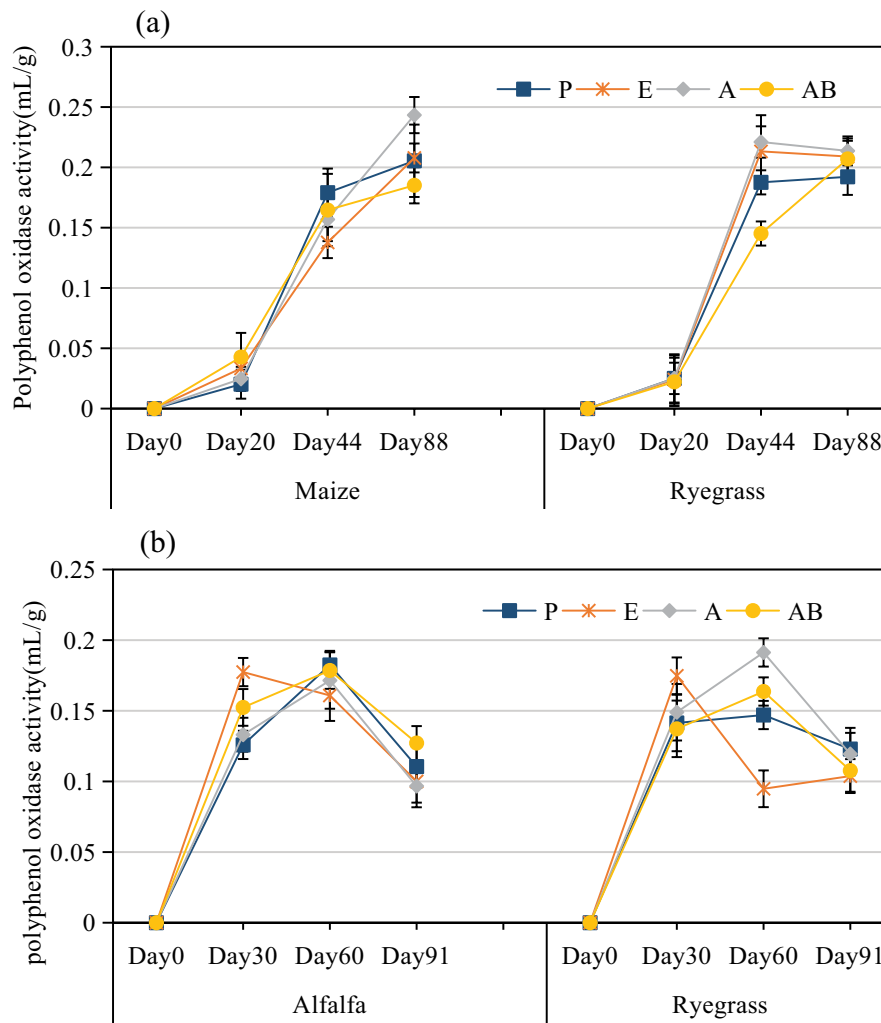 (a)
Polyphenol oxidase activity(mL/g)
0.3
0.25
0.2
0.15
0.1
0.05
0
P E A AB
Day0 Day20 Day44 Day88 Day0 Day20 Day44 Day88
Maize Ryegrass
(b)
polyphenol oxidase activity(mL/g)
0.25
0.2
0.15
0.1
0.05
0
P E A AB
Day0 Day30 Day60 Day91 Day0 Day30 Day60 Day91
Alfalfa Ryegrass